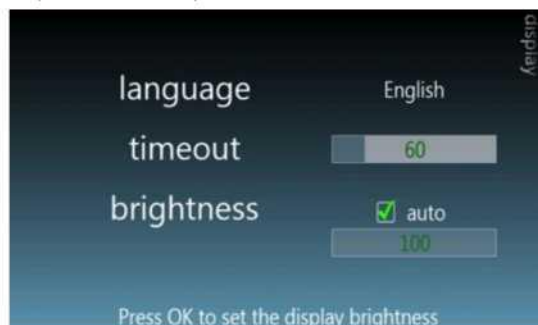 display
language English
timeout 60
brightness auto
100
Press OK to set the display brightness